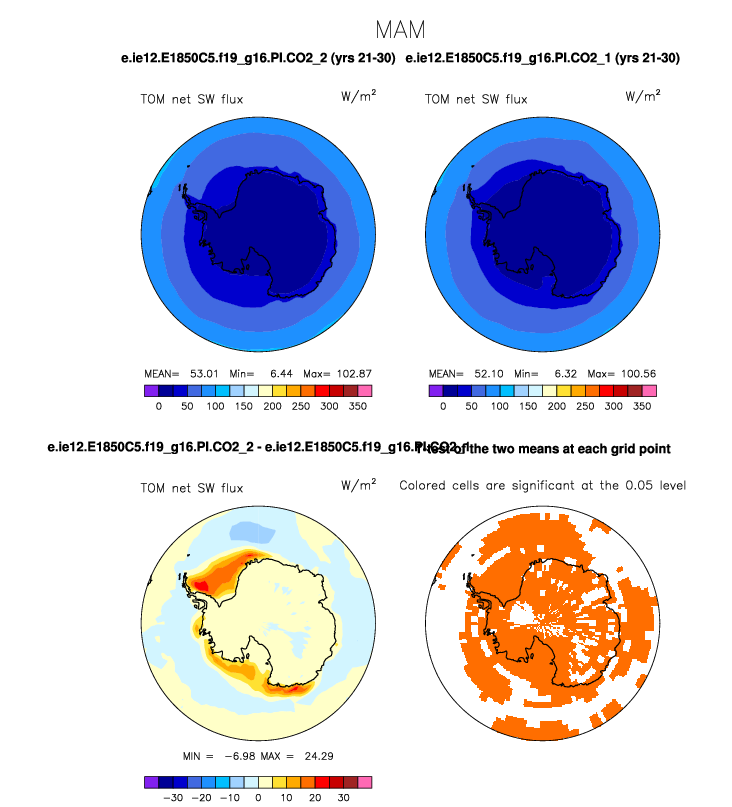 MAM
e.ie12.E1850C5.f19_g16.PI.CO2_2 (yrs 21-30) e.ie12.E1850C5.f19_g16.PI.CO2_1 (yrs 21-30)
TOM net SW flux W/m² TOM net SW flux W/m²
MEAN= 53.01 Min= 6.44 Max= 102.87 MEAN= 52.10 Min= 6.32 Max= 100.56
0 50 100 150 200 250 300 350 0 50 100 150 200 250 300 350
e.ie12.E1850C5.f19_g16.PI.CO2_2 - e.ie12.E1850C5.f19_g16.PI.CO2_1 T-test of the two means at each grid point
TOM net SW flux W/m² Colored cells are significant at the 0.05 level
MIN = -6.98 MAX = 24.29
-30 -20 -10 0 10 20 30